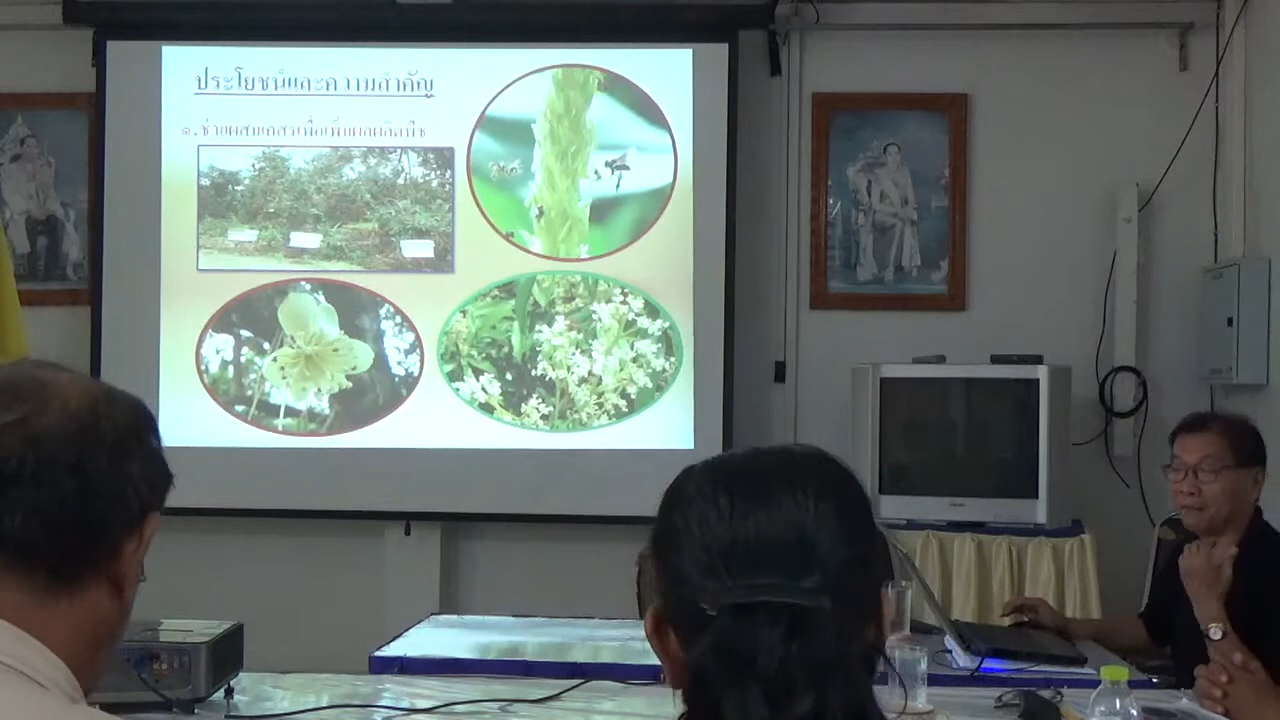 ประโยชน์และความสำคัญ
๑. ช่วยผสมเกสรเพื่อเพิ่มผลผลิตพืช